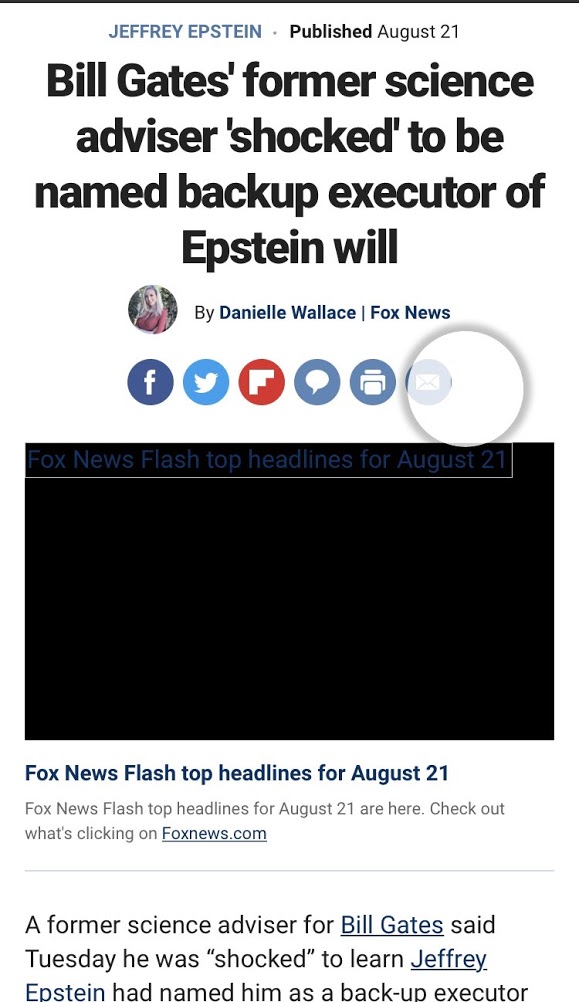 JEFFREY EPSTEIN · Published August 21
Bill Gates' former science
adviser 'shocked' to be
named backup executor of
Epstein will
By Danielle Wallace | Fox News
Fox News Flash top headlines for August 21
Fox News Flash top headlines for August 21
Fox News Flash top headlines for August 21 are here. Check out
what's clicking on Foxnews.com
A former science adviser for Bill Gates said
Tuesday he was “shocked” to learn Jeffrey
Epstein had named him as a back-up executor